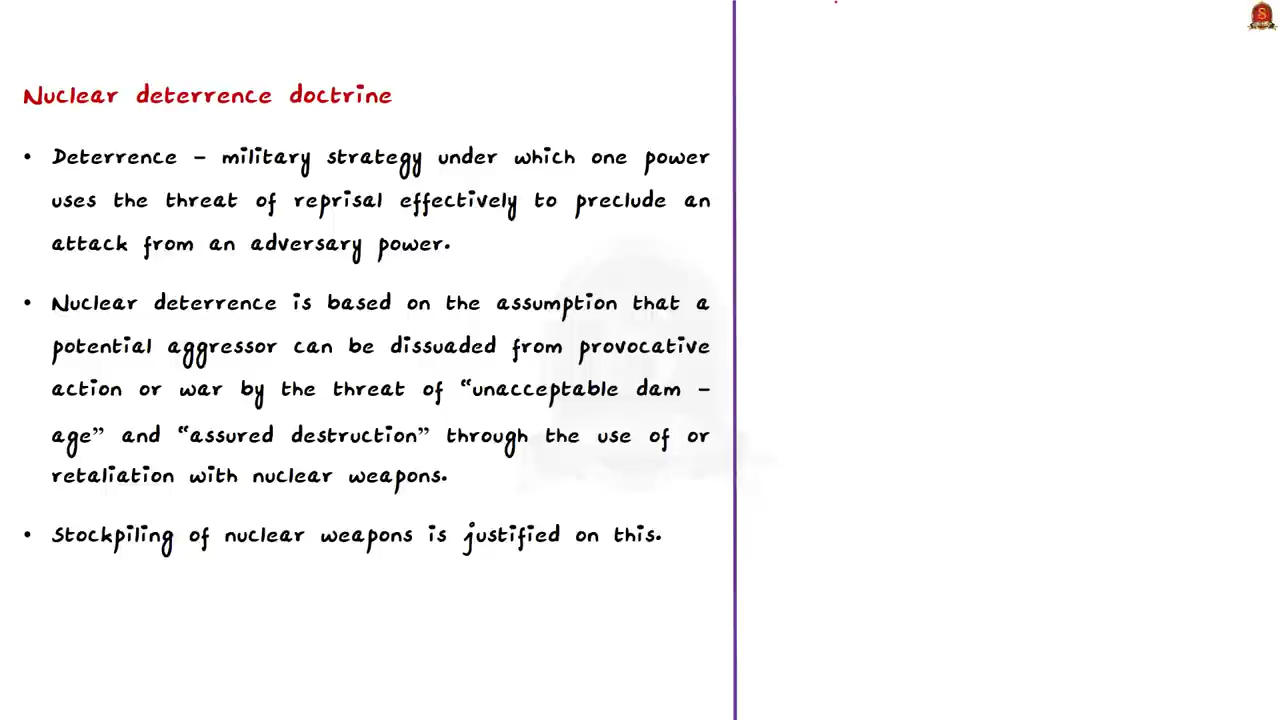 Nuclear deterrence doctrine
• Deterrence – military strategy under which one power
uses the threat of reprisal effectively to preclude an
attack from an adversary power.
• Nuclear deterrence is based on the assumption that a
potential aggressor can be dissuaded from provocative
action or war by the threat of “unacceptable dam –
age” and “assured destruction” through the use of or
retaliation with nuclear weapons.
• Stockpiling of nuclear weapons is justified on this.